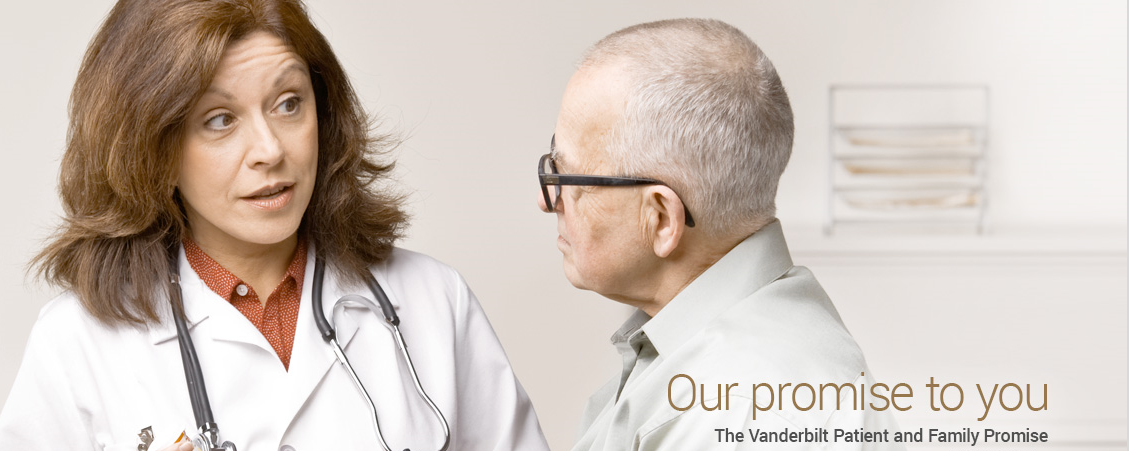 Our promise to you
The Vanderbilt Patient and Family Promise